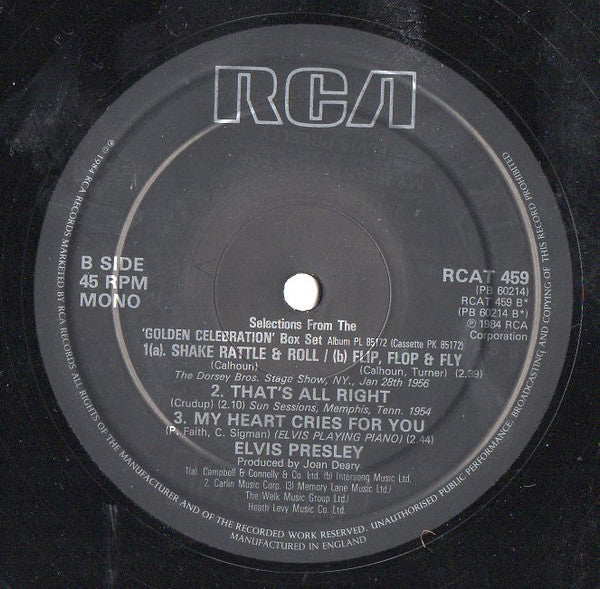 RCA
B SIDE
45 RPM
MONO
RCAT 459
(PB 60214)
RCAT 459 B*
(PB 60214 B*)
℗ 1984 RCA
Corporation
Selections From The
'GOLDEN CELEBRATION' Box Set Album PL 85172 (Cassette PK 85172)
1(a). SHAKE RATTLE & ROLL / (b) FLIP, FLOP & FLY
(Calhoun) (Calhoun, Turner) (2.39)
The Dorsey Bros. Stage Show, NY., Jan 28th 1956
2. THAT'S ALL RIGHT
(Crudup) (2.10) Sun Sessions, Memphis, Tenn. 1954
3. MY HEART CRIES FOR YOU
(P. Faith, C. Sigman) (ELVIS PLAYING PIANO) (2.44)
ELVIS PRESLEY
Produced by Joan Deary
1(a) Campbell & Connelly & Co. Ltd. (b) Intersong Music Ltd.
2. Carlin Music Corp. (3) Memory Lane Music Ltd./
The Welk Music Group Ltd./
Heath Levy Music Co. Ltd.
℗ 1984 RCA RECORDS MARKETED BY RCA RECORDS. ALL RIGHTS OF THE MANUFACTURER AND OF THE RECORDED WORK RESERVED. UNAUTHORISED PUBLIC PERFORMANCE, BROADCASTING AND COPYING OF THIS RECORD PROHIBITED
MANUFACTURED IN ENGLAND